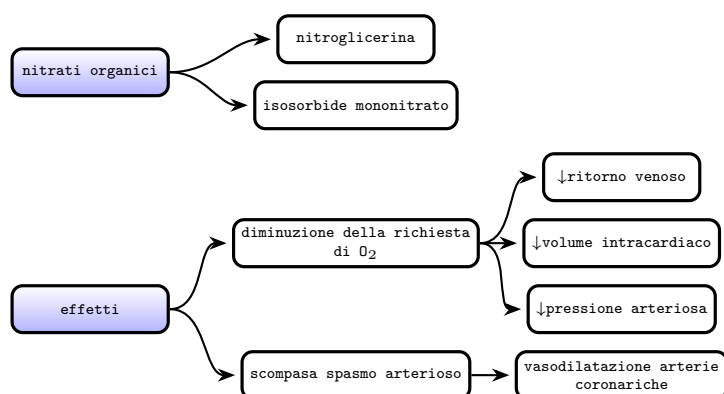 nitroglicerina
nitrati organici
isosorbide mononitrato
↓ritorno venoso
diminuzione della richiesta
di O₂
↓volume intracardiaco
effetti
↓pressione arteriosa
scompasa spasmo arterioso
vasodilatazione arterie
coronariche